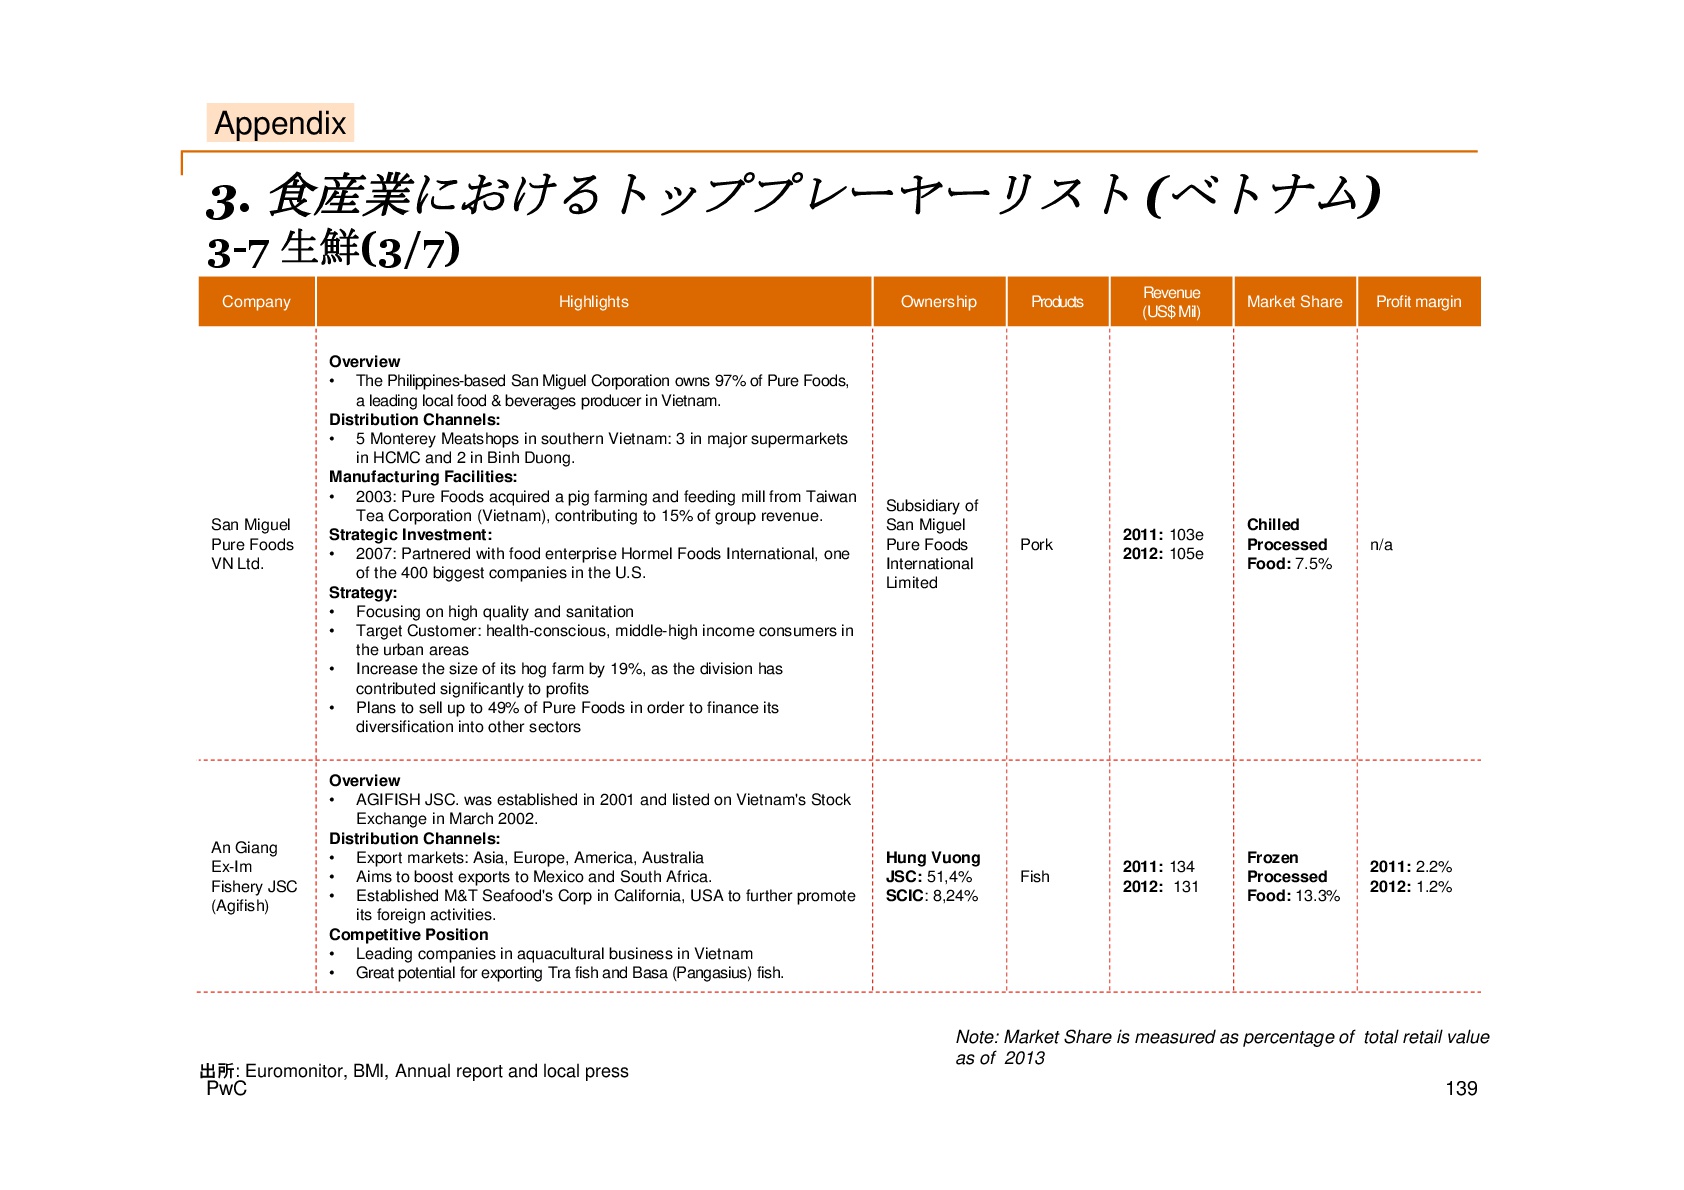 Appendix
3. 食産業におけるトッププレーヤーリスト(ベトナム)
3-7 生鮮(3/7)
Company
Highlights
Ownership
Products
Revenue
(US$ Mil)
Market Share
Profit margin
San Miguel
Pure Foods
VN Ltd.
Overview
• The Philippines-based San Miguel Corporation owns 97% of Pure Foods,
a leading local food & beverages producer in Vietnam.
Distribution Channels:
• 5 Monterey Meatshops in southern Vietnam: 3 in major supermarkets
in HCMC and 2 in Binh Duong.
Manufacturing Facilities:
• 2003: Pure Foods acquired a pig farming and feeding mill from Taiwan
Tea Corporation (Vietnam), contributing to 15% of group revenue.
Strategic Investment:
• 2007: Partnered with food enterprise Hormel Foods International, one
of the 400 biggest companies in the U.S.
Strategy:
• Focusing on high quality and sanitation
• Target Customer: health-conscious, middle-high income consumers in
the urban areas
• Increase the size of its hog farm by 19%, as the division has
contributed significantly to profits
• Plans to sell up to 49% of Pure Foods in order to finance its
diversification into other sectors
Subsidiary of
San Miguel
Pure Foods
International
Limited
Pork
2011: 103e
2012: 105e
Chilled
Processed
Food: 7.5%
n/a
An Giang
Ex-Im
Fishery JSC
(Agifish)
Overview
• AGIFISH JSC. was established in 2001 and listed on Vietnam's Stock
Exchange in March 2002.
Distribution Channels:
• Export markets: Asia, Europe, America, Australia
• Aims to boost exports to Mexico and South Africa.
• Established M&T Seafood's Corp in California, USA to further promote
its foreign activities.
Competitive Position
• Leading companies in aquacultural business in Vietnam
• Great potential for exporting Tra fish and Basa (Pangasius) fish.
Hung Vuong
JSC: 51,4%
SCIC: 8,24%
Fish
2011: 134
2012: 131
Frozen
Processed
Food: 13.3%
2011: 2.2%
2012: 1.2%
Note: Market Share is measured as percentage of total retail value
as of 2013
出所: Euromonitor, BMI, Annual report and local press
PwC
139